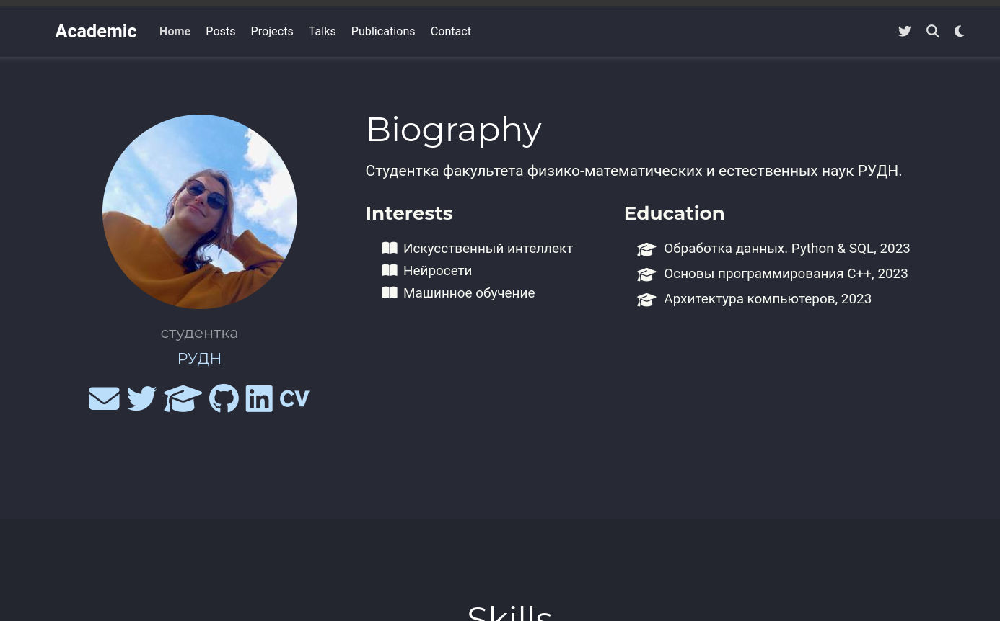 Academic Home Posts Projects Talks Publications Contact
Biography
Студентка факультета физико-математических и естественных наук РУДН.
Interests
Искусственный интеллект
Нейросети
Машинное обучение
Education
Обработка данных. Python & SQL, 2023
Основы программирования C++, 2023
Архитектура компьютеров, 2023
студентка
РУДН
in CV
Skills